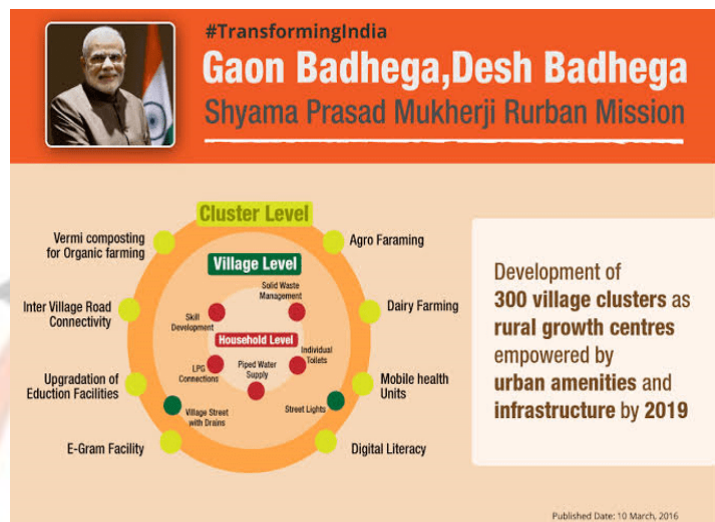 #TransformingIndia
Gaon Badhega,Desh Badhega
Shyama Prasad Mukherji Rurban Mission
Cluster Level
Vermi composting
for Organic farming
Agro Faraming
Village Level
Solid Waste
Management
Inter Village Road
Connectivity
Skill
Development
Dairy Farming
Household Level
Individual
Toilets
LPG
Connections
Piped Water
Supply
Upgradation of
Eduction Facilities
Mobile health
Units
Village Street
with Drains
Street Lights
E-Gram Facility
Digital Literacy
Development of
300 village clusters as
rural growth centres
empowered by
urban amenities and
infrastructure by 2019
Published Date: 10 March, 2016